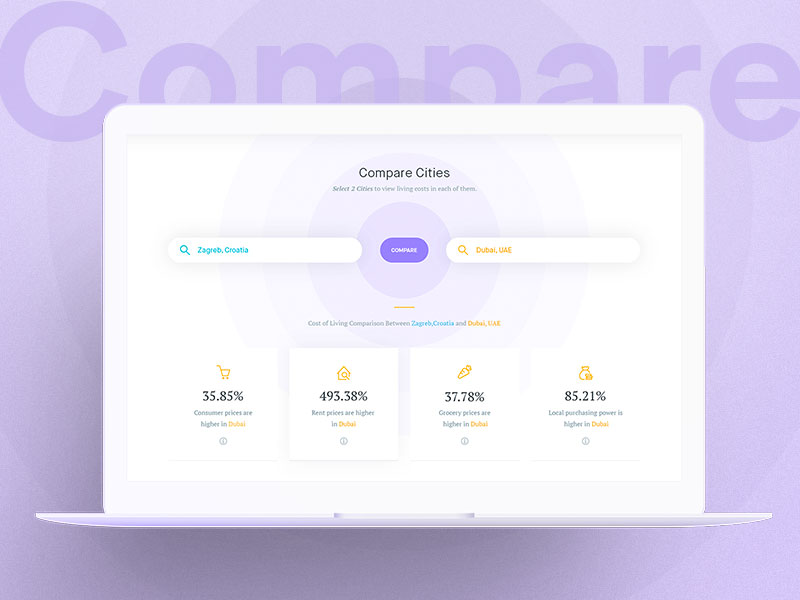 Compare
Compare Cities
Select 2 Cities to view living costs in each of them.
Zagreb, Croatia
COMPARE
Dubai, UAE
Cost of Living Comparison Between Zagreb,Croatia and Dubai, UAE
35.85%
Consumer prices are
higher in Dubai
493.38%
Rent prices are higher
in Dubai
37.78%
Grocery prices are
higher in Dubai
85.21%
Local purchasing power is
higher in Dubai